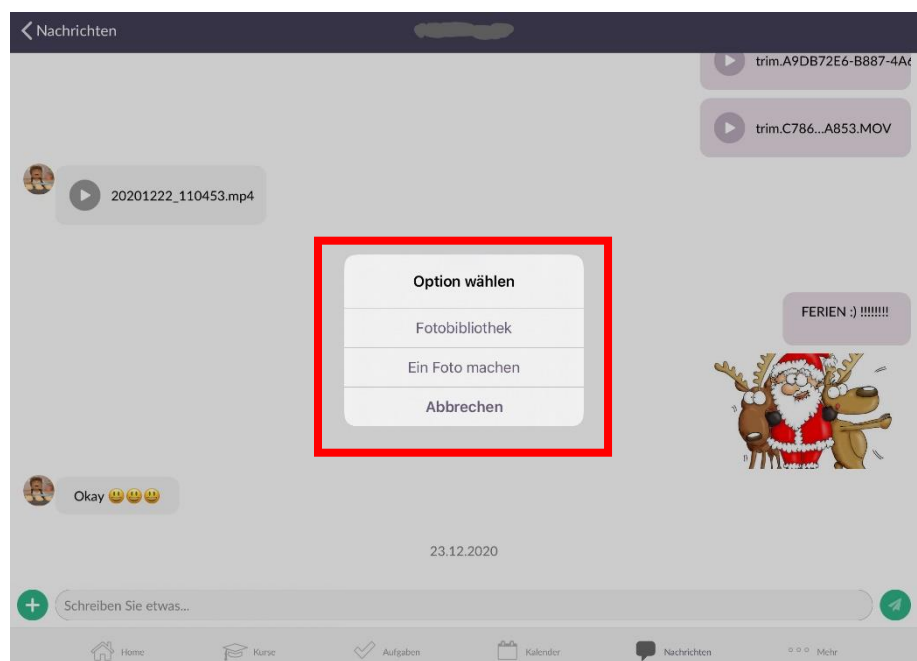 Nachrichten
trim.A9DB72E6-B887-4A6
trim.C786...A853.MOV
20201222_110453.mp4
Option wählen
Fotobibliothek
Ein Foto machen
Abbrechen
FERIEN :) !!!!!!!!
Okay 😃😃😃
23.12.2020
Schreiben Sie etwas...
Home Kurse Aufgaben Kalender Nachrichten Mehr